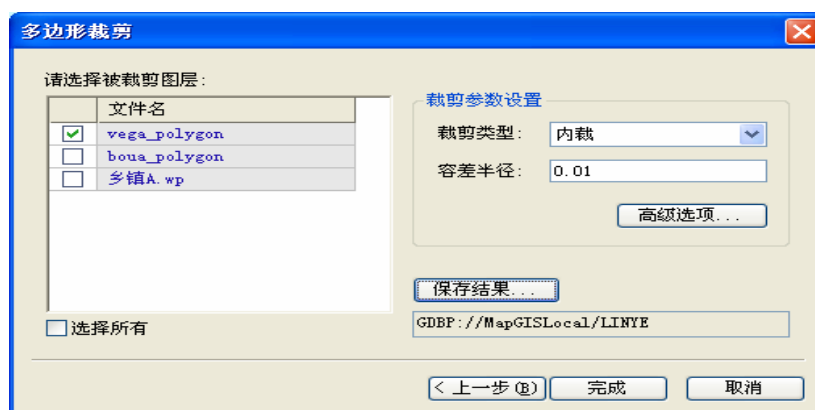 多边形裁剪
请选择被裁剪图层:
文件名
vega_polygon
boua_polygon
乡镇A.wp
选择所有
裁剪参数设置
裁剪类型: 内裁
容差半径: 0.01
高级选项...
保存结果...
GDBP://MapGISLocal/LINYE
< 上一步(B) 完成 取消